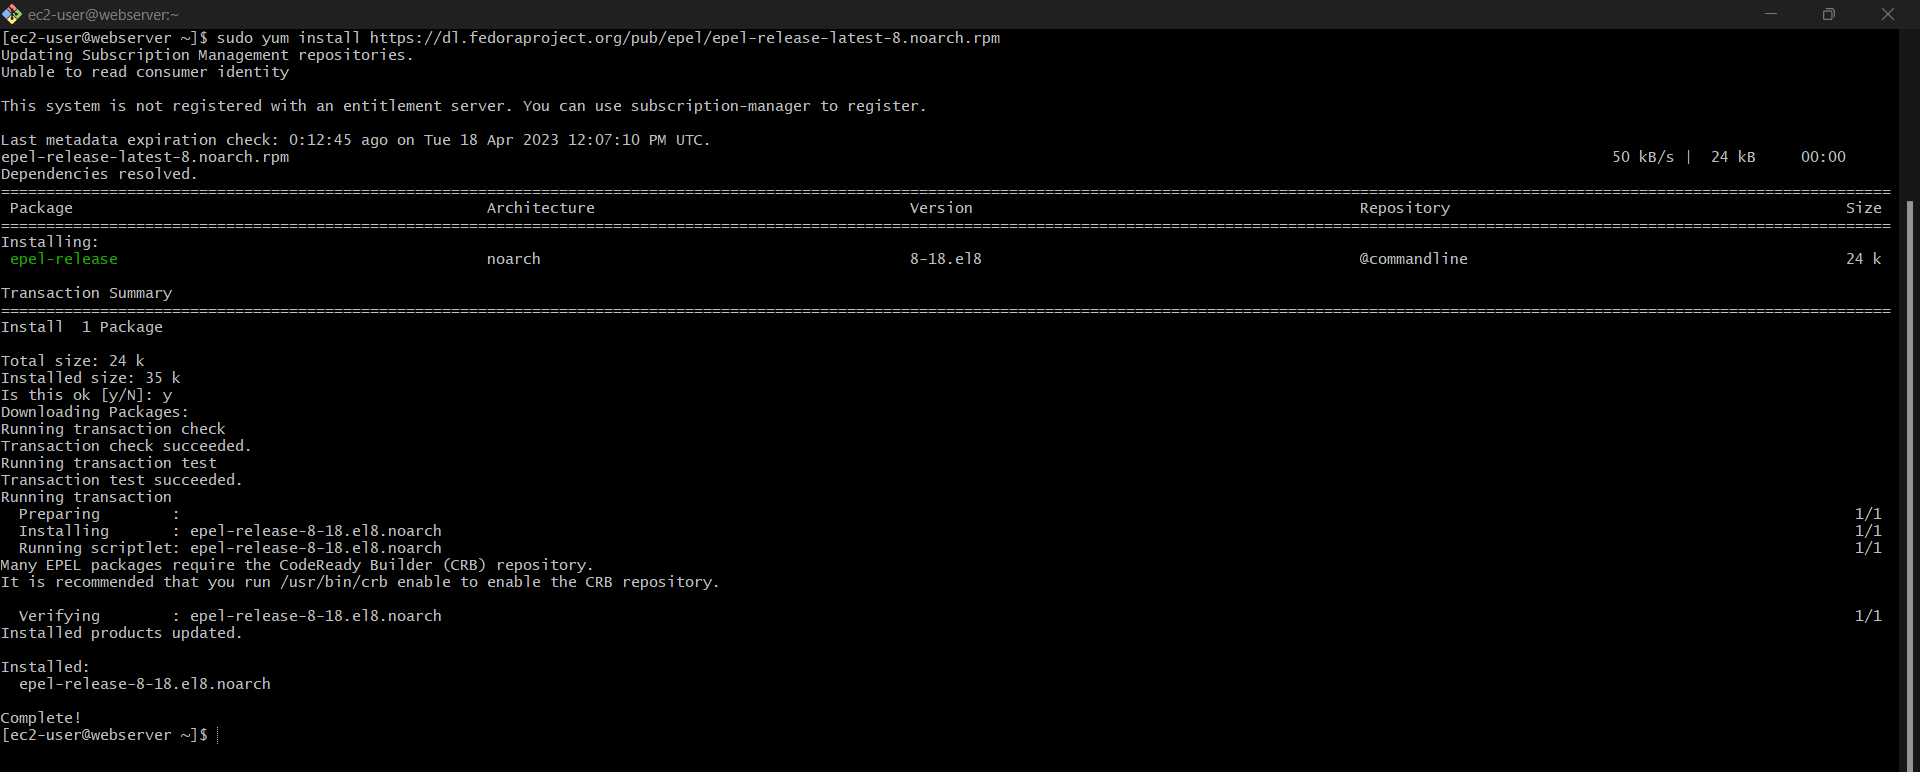 ec2-user@webserver:~
[ec2-user@webserver ~]$ sudo yum install https://dl.fedoraproject.org/pub/epel/epel-release-latest-8.noarch.rpm
Updating Subscription Management repositories.
Unable to read consumer identity
This system is not registered with an entitlement server. You can use subscription-manager to register.
Last metadata expiration check: 0:12:45 ago on Tue 18 Apr 2023 12:07:10 PM UTC.
epel-release-latest-8.noarch.rpm 50 kB/s | 24 kB 00:00
Dependencies resolved.
Package Architecture Version Repository Size
Installing:
epel-release noarch 8-18.el8 @commandline 24 k
Transaction Summary
Install 1 Package
Total size: 24 k
Installed size: 35 k
Is this ok [y/N]: y
Downloading Packages:
Running transaction check
Transaction check succeeded.
Running transaction test
Transaction test succeeded.
Running transaction
Preparing : 1/1
Installing : epel-release-8-18.el8.noarch 1/1
Running scriptlet: epel-release-8-18.el8.noarch 1/1
Many EPEL packages require the CodeReady Builder (CRB) repository.
It is recommended that you run /usr/bin/crb enable to enable the CRB repository.
Verifying : epel-release-8-18.el8.noarch 1/1
Installed products updated.
Installed:
epel-release-8-18.el8.noarch
Complete!
[ec2-user@webserver ~]$